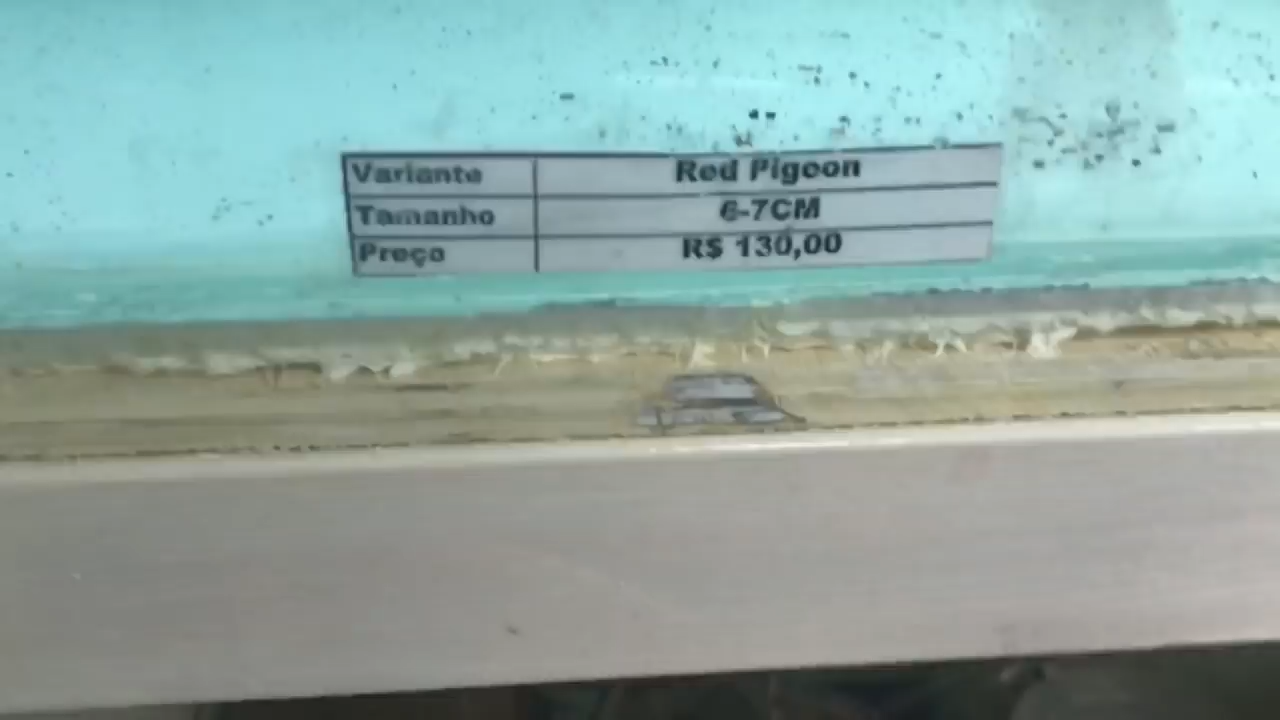 Variante Red Pigeon
Tamanho 6-7CM
Preço R$ 130,00